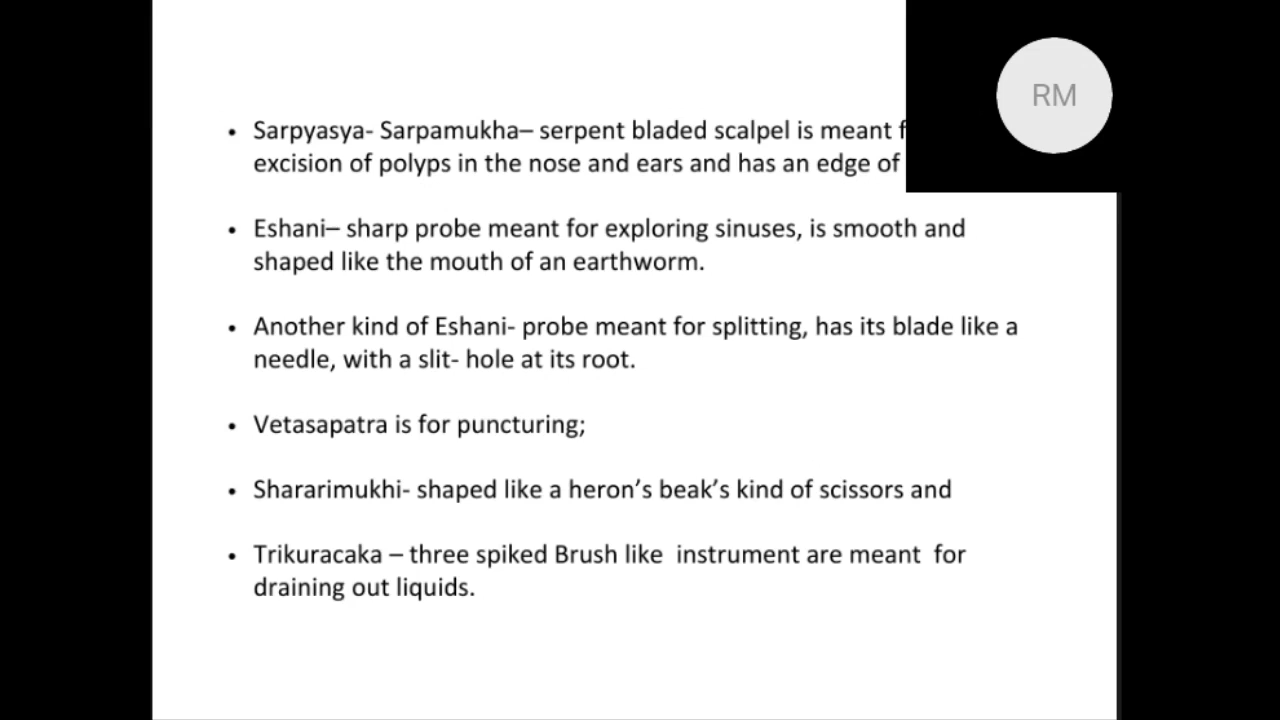 • Sarpyasya- Sarpamukha– serpent bladed scalpel is meant
excision of polyps in the nose and ears and has an edge of
• Eshani– sharp probe meant for exploring sinuses, is smooth and
shaped like the mouth of an earthworm.
• Another kind of Eshani- probe meant for splitting, has its blade like a
needle, with a slit- hole at its root.
• Vetasapatra is for puncturing;
• Shararimukhi- shaped like a heron’s beak’s kind of scissors and
• Trikuracaka – three spiked Brush like  instrument are meant  for
draining out liquids.
RM